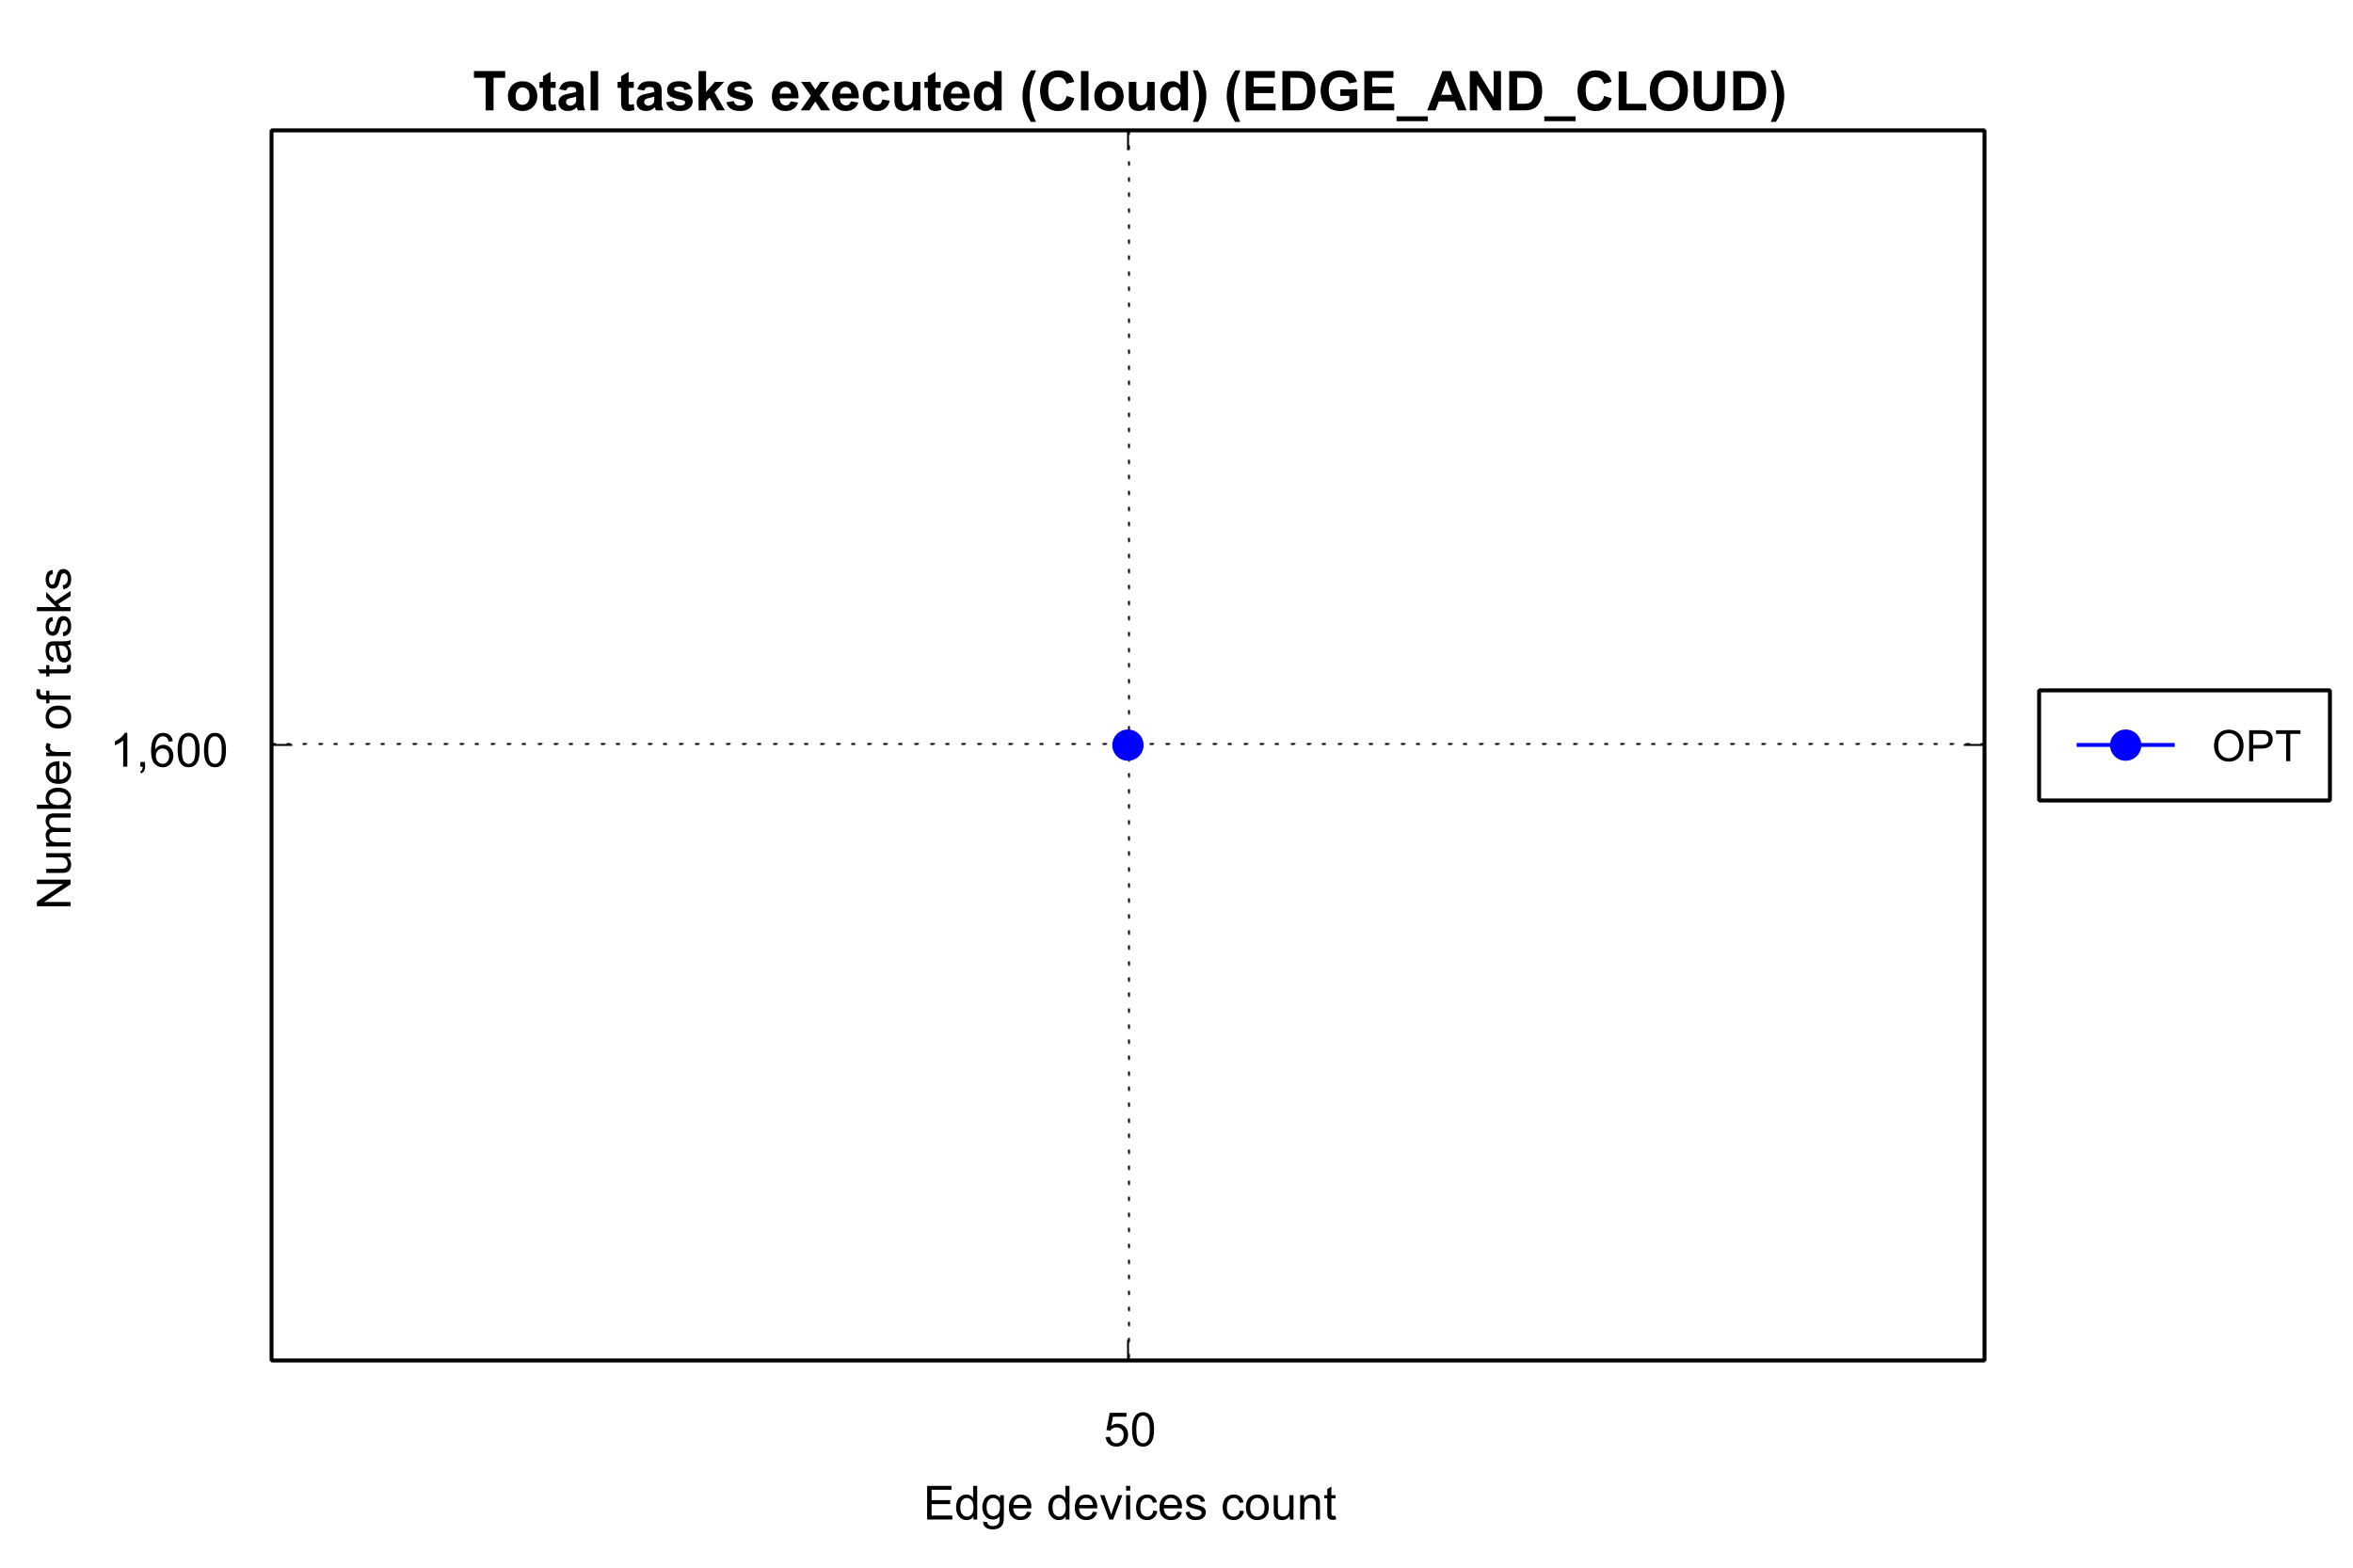 Total tasks executed (Cloud) (EDGE_AND_CLOUD)
Number of tasks
1,600
OPT
50
Edge devices count